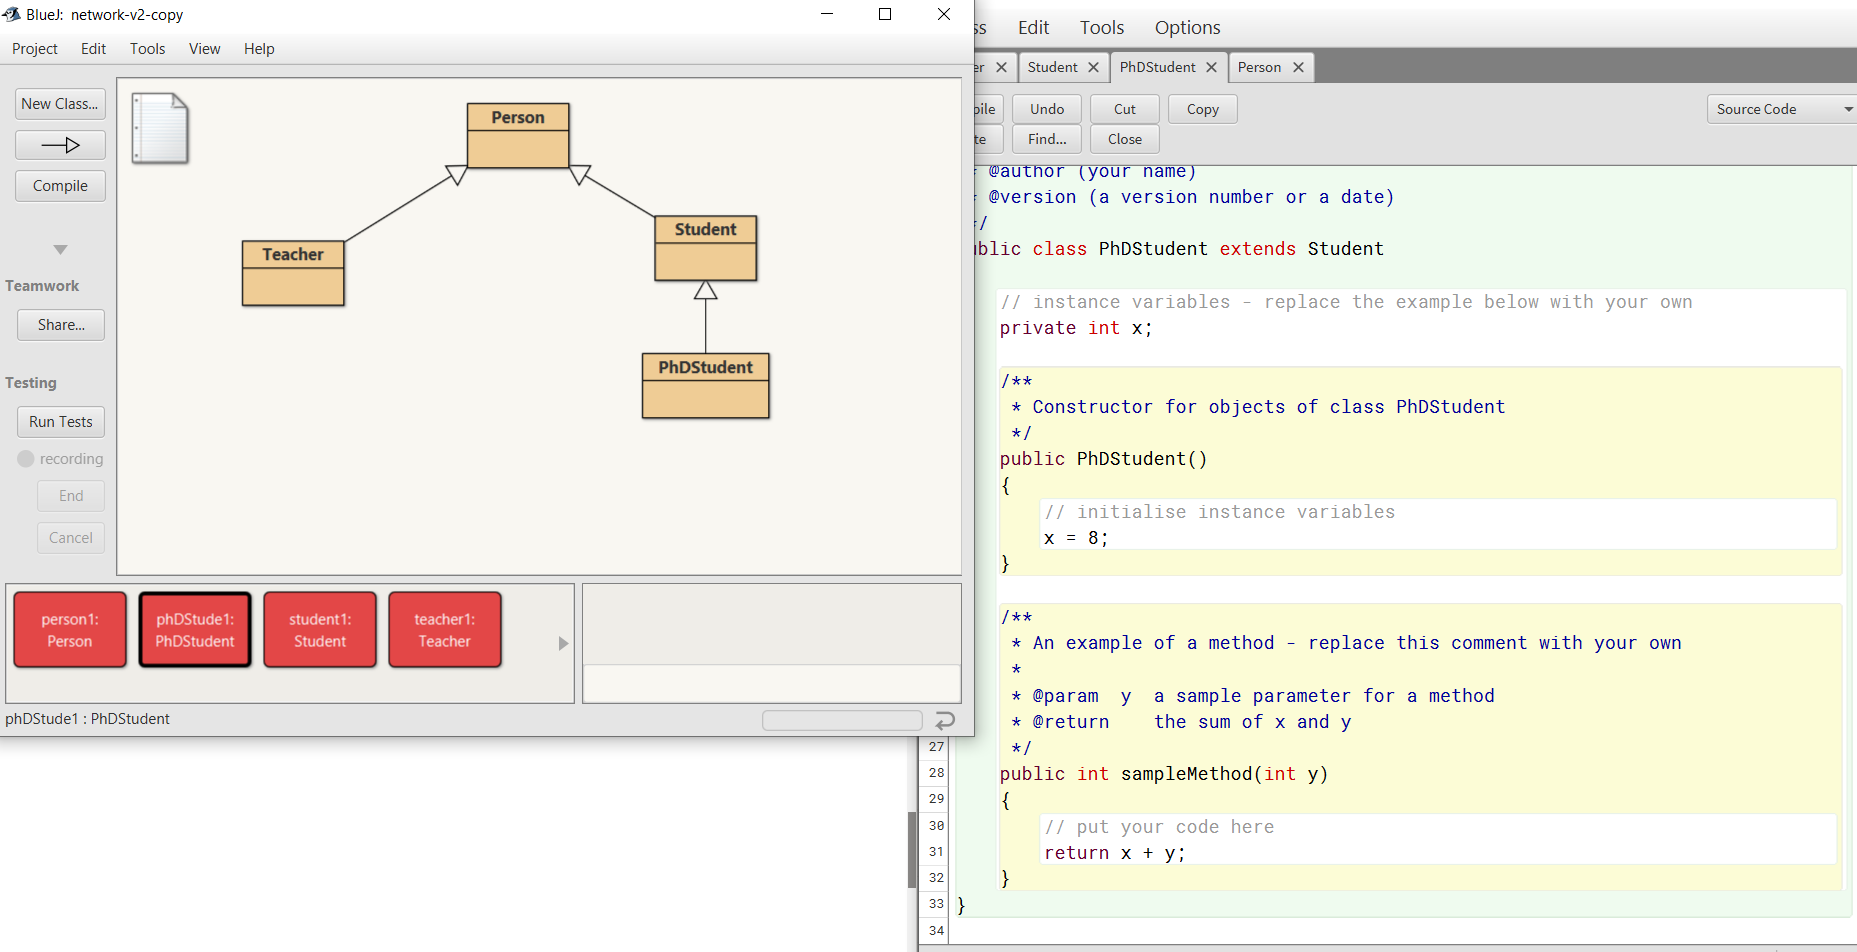 BlueJ: network-v2-copy
Project Edit Tools View Help
New Class...
Compile
Teamwork
Share...
Testing
Run Tests
recording
End
Cancel
Person
Teacher
Student
PhDStudent
person1:
Person
phDStude1:
PhDStudent
student1:
Student
teacher1:
Teacher
phDStude1 : PhDStudent
Edit Tools Options
Student PhDStudent Person
Undo Cut Copy
Find... Close
Source Code
* @author (your name)
* @version (a version number or a date)
*/
public class PhDStudent extends Student
// instance variables - replace the example below with your own
private int x;
/**
* Constructor for objects of class PhDStudent
*/
public PhDStudent()
{
// initialise instance variables
x = 8;
}
/**
* An example of a method - replace this comment with your own
*
* @param y a sample parameter for a method
* @return the sum of x and y
*/
27
28 public int sampleMethod(int y)
29 {
30 // put your code here
31 return x + y;
32 }
33 }
34